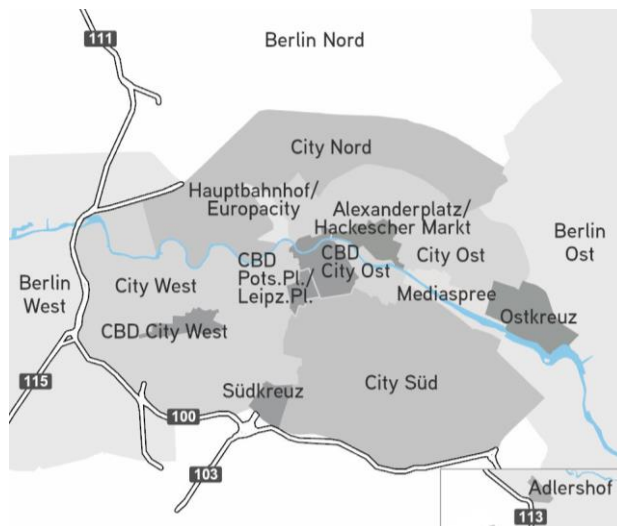 111
Berlin Nord
City Nord
Hauptbahnhof/
Europacity
Alexanderplatz/
Hackescher Markt
Berlin
Ost
CBD
Pots.Pl./
Leipz.Pl.
CBD
City Ost
City Ost
Berlin
West
City West
Mediaspree
Ostkreuz
CBD City West
115
Südkreuz
City Süd
100
103
Adlershof
113